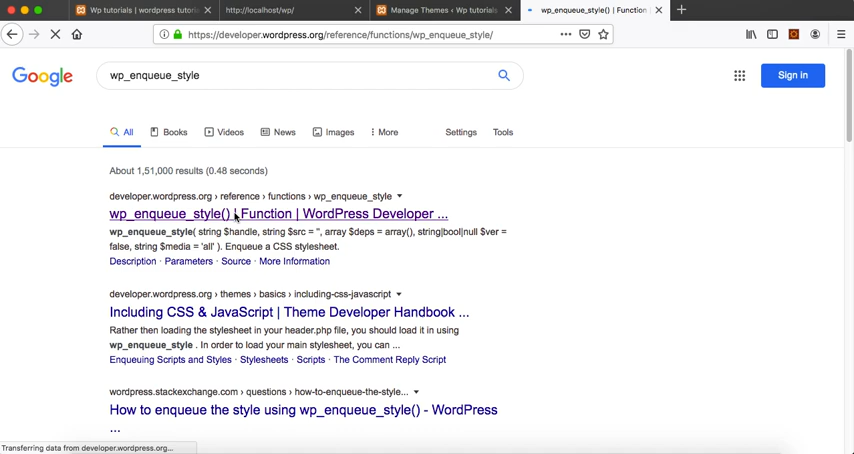 Wp tutorials | wordpress tutori
http://localhost/wp/
Manage Themes ‹ Wp tutorials
wp_enqueue_style() | Function
https://developer.wordpress.org/reference/functions/wp_enqueue_style/
Google
wp_enqueue_style
Sign in
All
Books
Videos
News
Images
More
Settings
Tools
About 1,51,000 results (0.48 seconds)
developer.wordpress.org › reference › functions › wp_enqueue_style
wp_enqueue_style() | Function | WordPress Developer ...
wp_enqueue_style( string $handle, string $src = '', array $deps = array(), string|bool|null $ver =
false, string $media = 'all' ). Enqueue a CSS stylesheet.
Description · Parameters · Source · More Information
developer.wordpress.org › themes › basics › including-css-javascript
Including CSS & JavaScript | Theme Developer Handbook ...
Rather then loading the stylesheet in your header.php file, you should load it in using
wp_enqueue_style . In order to load your main stylesheet, you can ...
Enqueuing Scripts and Styles · Stylesheets · Scripts · The Comment Reply Script
wordpress.stackexchange.com › questions › how-to-enqueue-the-style...
How to enqueue the style using wp_enqueue_style() - WordPress
...
Transferring data from developer.wordpress.org...